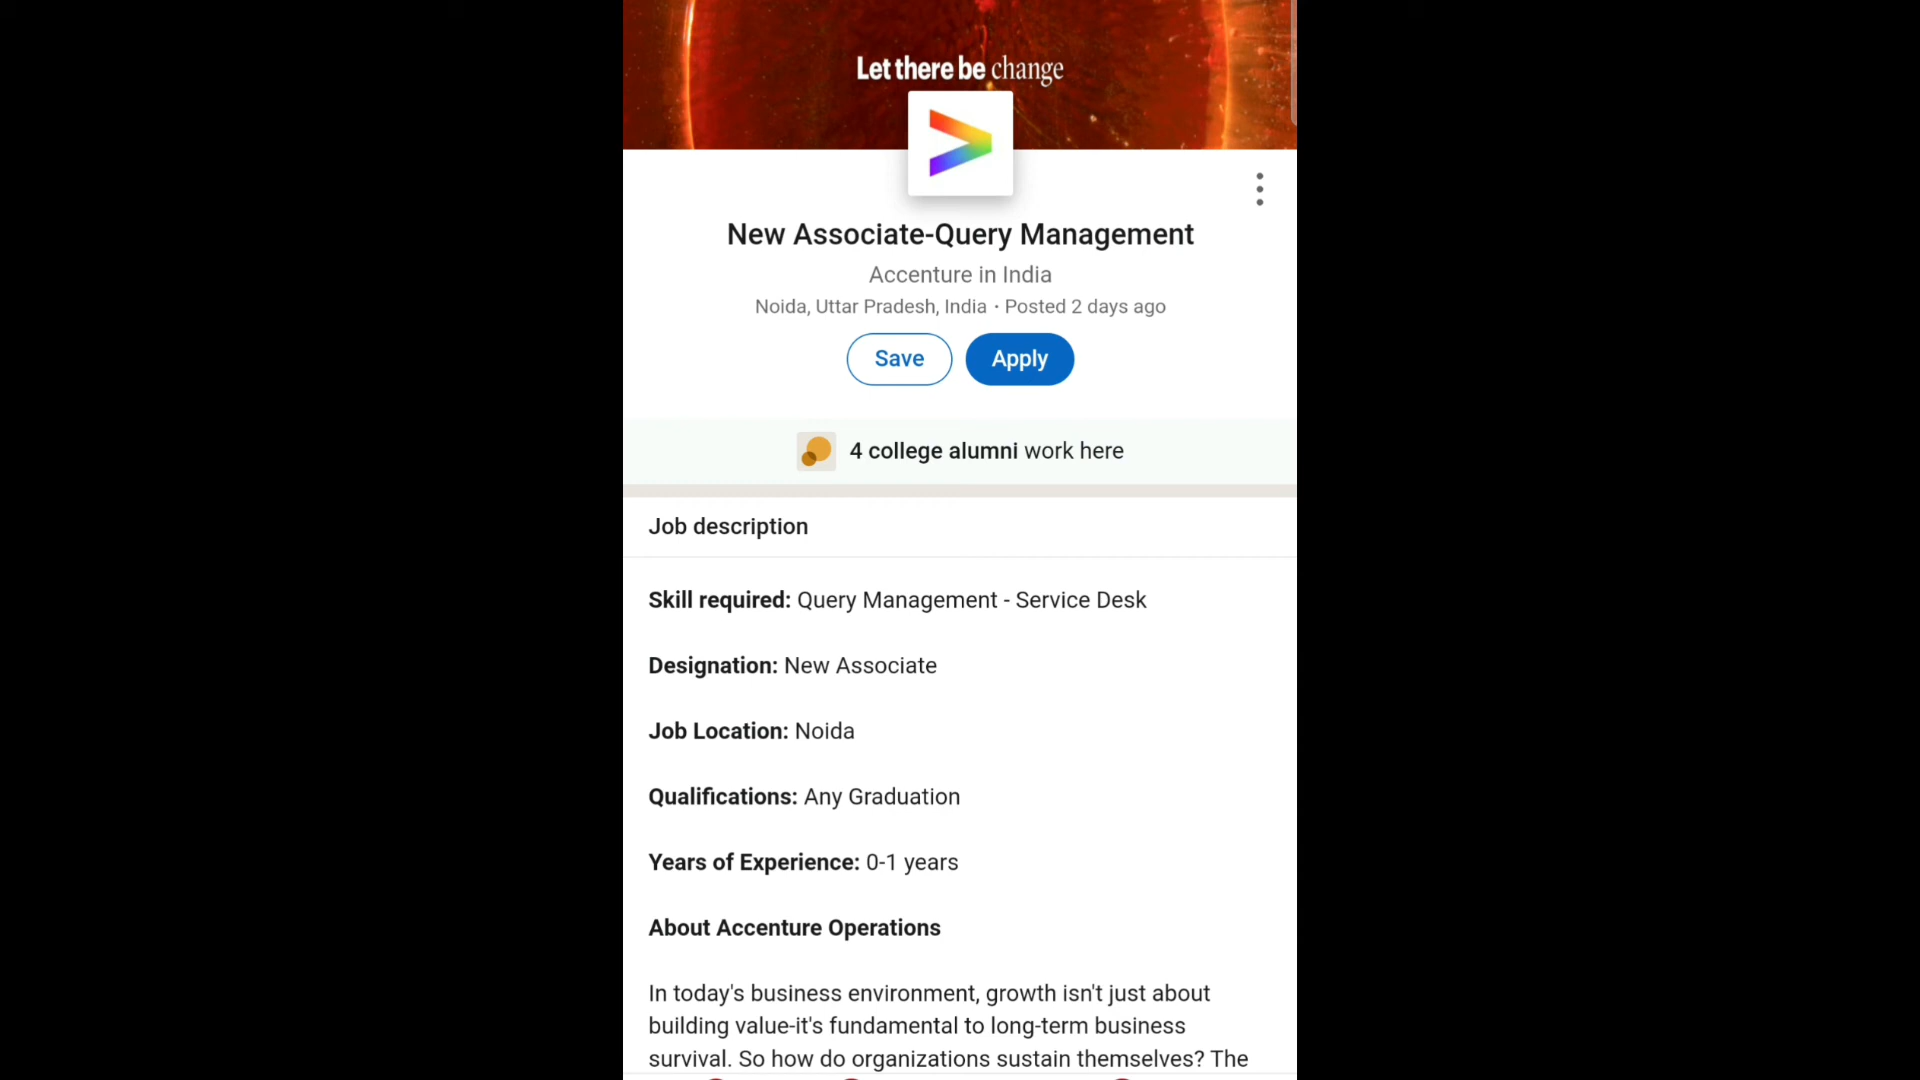 Let there be change
New Associate-Query Management
Accenture in India
Noida, Uttar Pradesh, India · Posted 2 days ago
Save Apply
4 college alumni work here
Job description
Skill required: Query Management - Service Desk
Designation: New Associate
Job Location: Noida
Qualifications: Any Graduation
Years of Experience: 0-1 years
About Accenture Operations
In today's business environment, growth isn't just about
building value-it's fundamental to long-term business
survival. So how do organizations sustain themselves? The